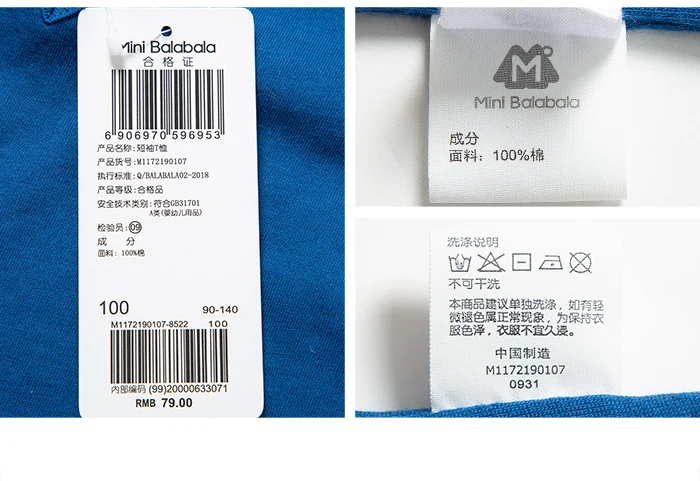 Mini Balabala
合格证
6 906970 596953
产品名称: 短袖T恤
产品货号: M1172190107
执行标准: Q/BALABALA02-2018
产品等级: 合格品
安全技术类别: 符合GB31701
A类(婴幼儿用品)
检验员: 09
成 分
面料: 100%棉
100 90-140
M1172190107-8522 100
内部编码 (99)20000633071
RMB 79.00
M
Mini Balabala
成分
面料: 100%棉
洗涤说明
不可干洗
本商品建议单独洗涤, 如有轻
微褪色属正常现象, 为保持衣
服色泽, 衣服不宜久浸。
中国制造
M1172190107
0931